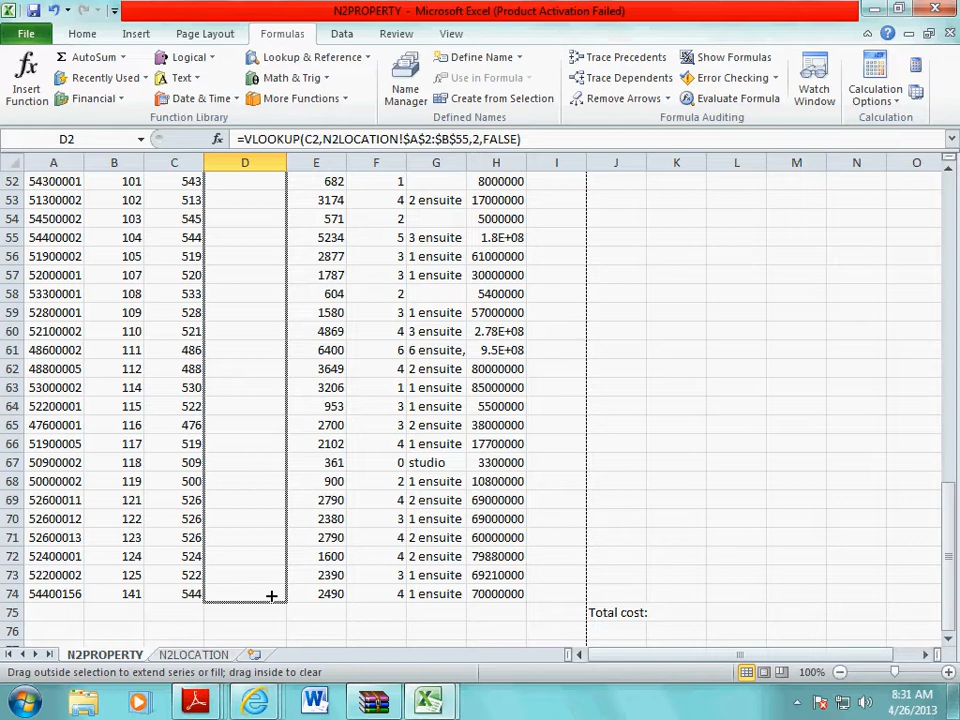 N2PROPERTY - Microsoft Excel (Product Activation Failed)
File Home Insert Page Layout Formulas Data Review View
fx Insert Function
Σ AutoSum Logical Lookup & Reference
Recently Used Text Math & Trig
Financial Date & Time More Functions
Function Library
Name Manager
Define Name
Use in Formula
Create from Selection
Defined Names
Trace Precedents Show Formulas
Trace Dependents Error Checking
Remove Arrows Evaluate Formula
Formula Auditing
Watch Window
Calculation Options
Calculation
D2 fx =VLOOKUP(C2,N2LOCATION!$A$2:$B$55,2,FALSE)
A B C D E F G H I J K L M N O
52 54300001 101 543 682 1 8000000
53 51300002 102 513 3174 4 2 ensuite 17000000
54 54500002 103 545 571 2 5000000
55 54400002 104 544 5234 5 3 ensuite 1.8E+08
56 51900002 105 519 2877 3 1 ensuite 61000000
57 52000001 107 520 1787 3 1 ensuite 30000000
58 53300001 108 533 604 2 5400000
59 52800001 109 528 1580 3 1 ensuite 57000000
60 52100002 110 521 4869 4 3 ensuite 2.78E+08
61 48600002 111 486 6400 6 6 ensuite, 9.5E+08
62 48800005 112 488 3649 4 2 ensuite 80000000
63 53000002 114 530 3206 1 1 ensuite 85000000
64 52200001 115 522 953 3 1 ensuite 5500000
65 47600001 116 476 2700 3 2 ensuite 38000000
66 51900005 117 519 2102 4 1 ensuite 17700000
67 50900002 118 509 361 0 studio 3300000
68 50000002 119 500 900 2 1 ensuite 10800000
69 52600011 121 526 2790 4 2 ensuite 69000000
70 52600012 122 526 2380 3 1 ensuite 69000000
71 52600013 123 526 2790 4 2 ensuite 60000000
72 52400001 124 524 1600 4 2 ensuite 79880000
73 52200002 125 522 2390 3 1 ensuite 69210000
74 54400156 141 544 2490 4 1 ensuite 70000000
75 Total cost:
76
N2PROPERTY N2LOCATION
Drag outside selection to extend series or fill; drag inside to clear 100%
8:31 AM
4/26/2013